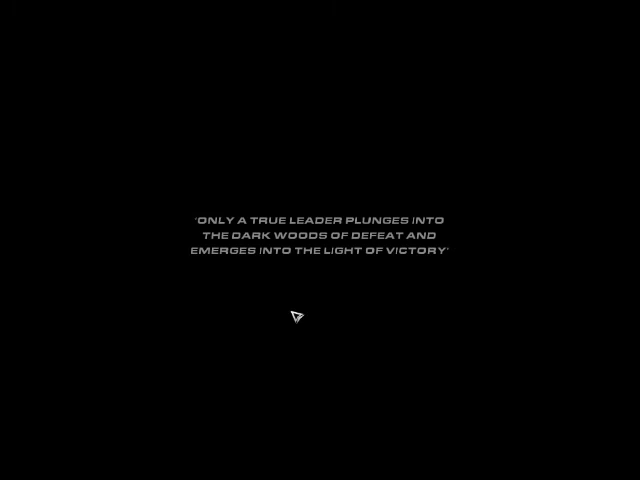 "ONLY A TRUE LEADER PLUNGES INTO
THE DARK WOODS OF DEFEAT AND
EMERGES INTO THE LIGHT OF VICTORY"